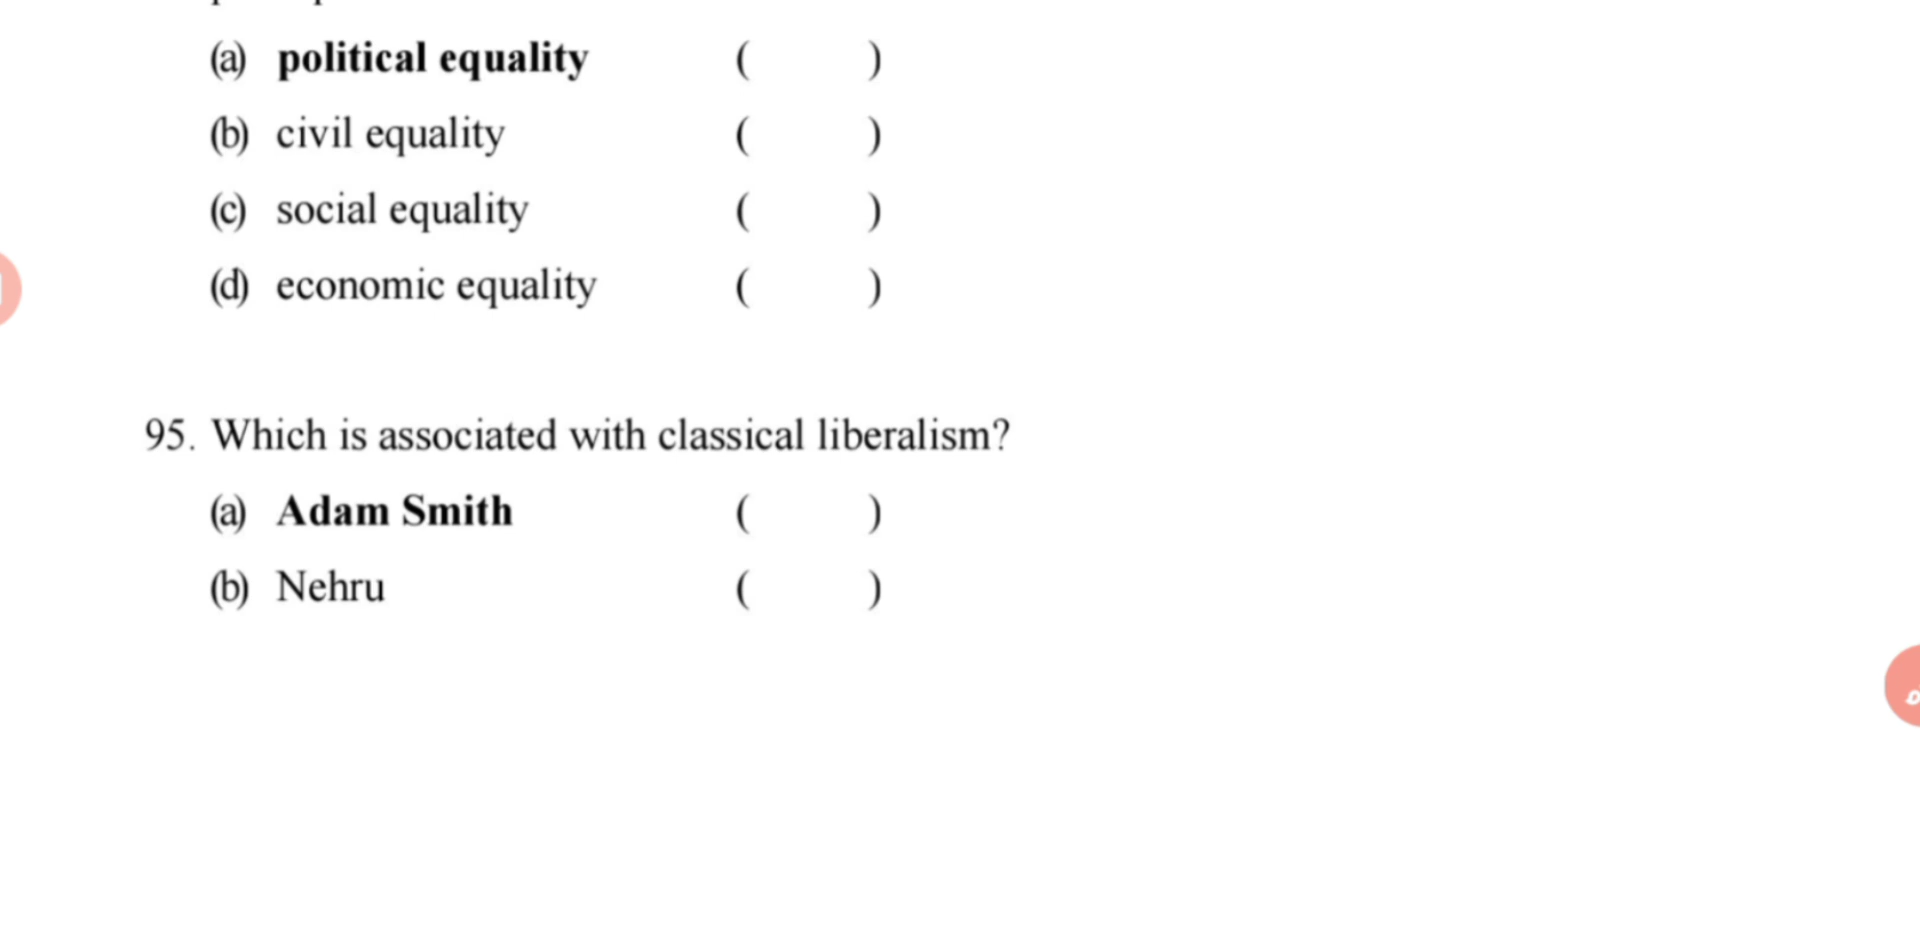 (a) political equality ( )
(b) civil equality ( )
(c) social equality ( )
(d) economic equality ( )
95. Which is associated with classical liberalism?
(a) Adam Smith ( )
(b) Nehru ( )